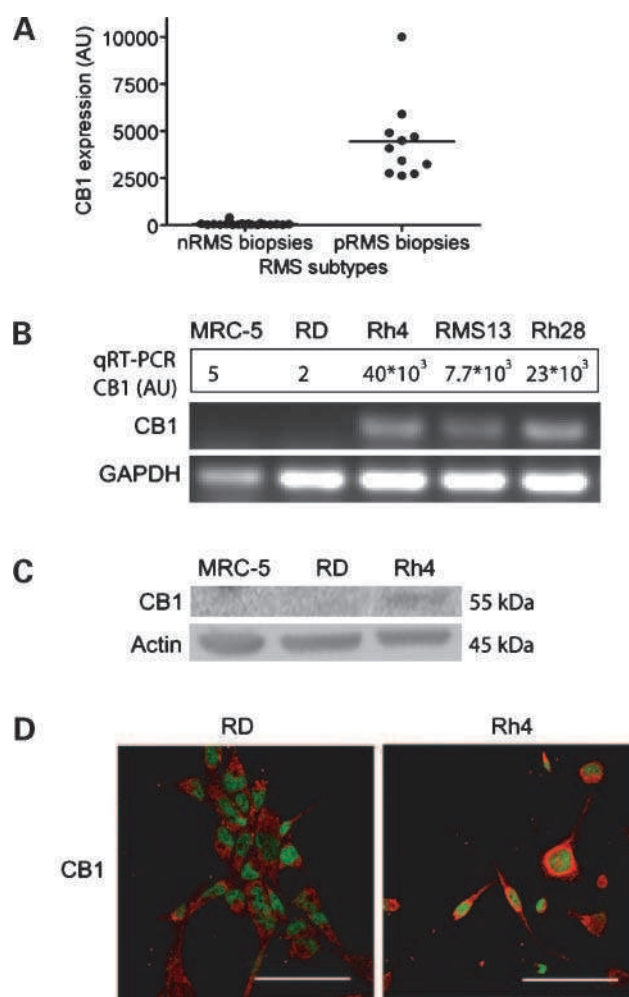 A
CB1 expression (AU)
10000
7500
5000
2500
0
nRMS biopsies pRMS biopsies
RMS subtypes
B
MRC-5 RD Rh4 RMS13 Rh28
qRT-PCR
CB1 (AU)
5 2 40*10³ 7.7*10³ 23*10³
CB1
GAPDH
C
MRC-5 RD Rh4
CB1 55 kDa
Actin 45 kDa
D
RD Rh4
CB1